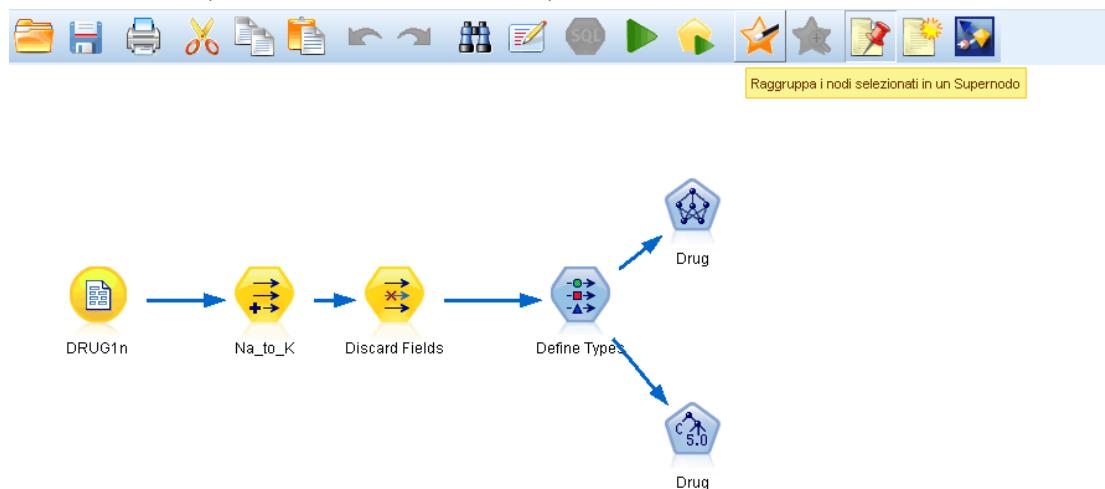 SQL
Raggruppa i nodi selezionati in un Supernodo
Drug
DRUG1n
Na_to_K
Discard Fields
Define Types
C 5.0
Drug